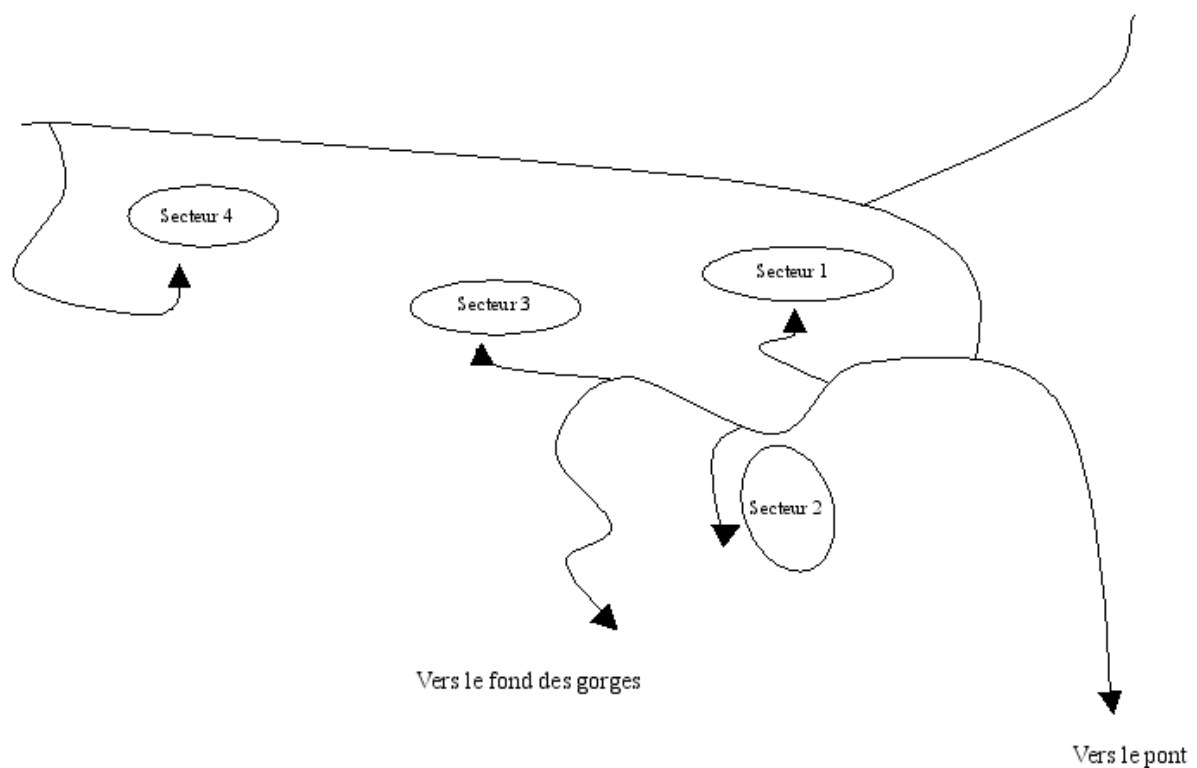 Secteur 4
Secteur 1
Secteur 3
Secteur 2
Vers le fond des gorges
Vers le pont